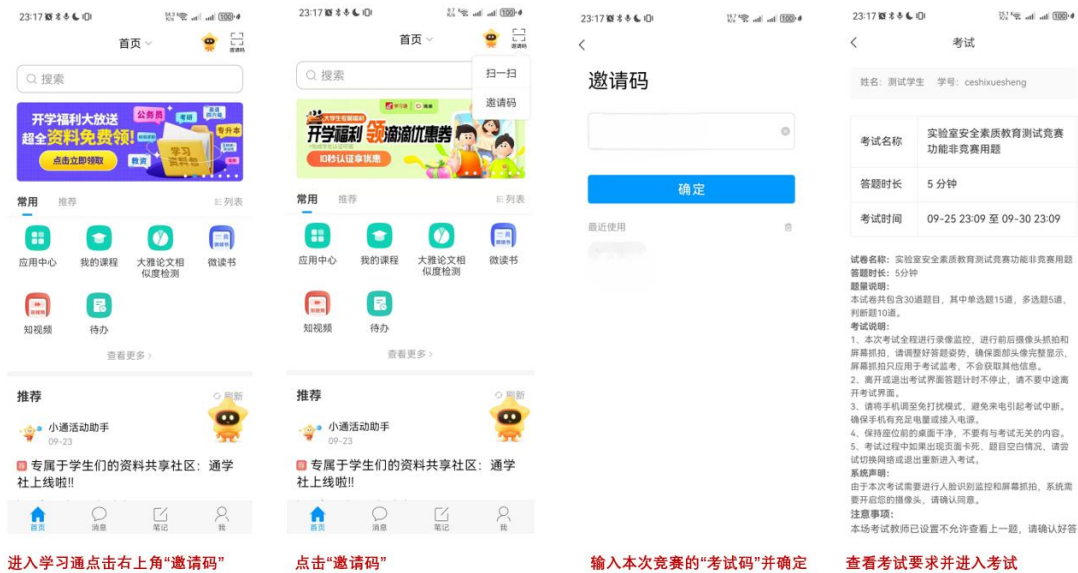 23:17
首页
邀请码
搜索
开学福利大放送
超全资料免费领!
点击立即领取
公务员
考研
专升本
教资
学习
资料包
常用
推荐
列表
应用中心
我的课程
大雅论文相
似度检测
微读书
知视频
待办
查看更多
推荐
刷新
小通活动助手
09-23
专属于学生们的资料共享社区：通学
社上线啦!!
首页
消息
笔记
我
进入学习通点击右上角“邀请码”
23:17
首页
邀请码
搜索
扫一扫
邀请码
大学生专属福利
开学福利 领滴滴优惠券
10秒认证享优惠
常用
推荐
列表
应用中心
我的课程
大雅论文相
似度检测
微读书
知视频
待办
查看更多
推荐
刷新
小通活动助手
09-23
专属于学生们的资料共享社区：通学
社上线啦!!
首页
消息
笔记
我
点击“邀请码”
23:17
邀请码
确定
最近使用
输入本次竞赛的“考试码”并确定
23:17
考试
姓名：测试学生 学号：ceshixuesheng
考试名称
实验室安全素质教育测试竞赛
功能非竞赛用题
答题时长
5 分钟
考试时间
09-25 23:09 至 09-30 23:09
试卷名称：实验室安全素质教育测试竞赛功能非竞赛用题
答题时长：5分钟
题量说明：
本试卷共包含30道题目，其中单选题15道，多选题5道，
判断题10道。
考试说明：
1、本次考试全程进行录像监控，进行前后摄像头抓拍和
屏幕抓拍，请调整好答题姿势，确保面部头像完整显示，
屏幕抓拍只应用于考试监考，不会获取其他信息。
2、离开或退出考试界面答题计时不停止，请不要中途离
开考试界面。
3、请将手机调至免打扰模式，避免来电引起考试中断。
确保手机有充足电量或接入电源。
4、保持座位前的桌面干净，不要有与考试无关的内容。
5、考试过程中如果出现页面卡死，题目空白情况，请尝
试切换网络或退出重新进入考试。
系统声明：
由于本次考试需要进行人脸识别监控和屏幕抓拍，系统需
要开启您的摄像头，请确认同意。
注意事项：
本场考试教师已设置不允许查看上一题，请确认好答
查看考试要求并进入考试